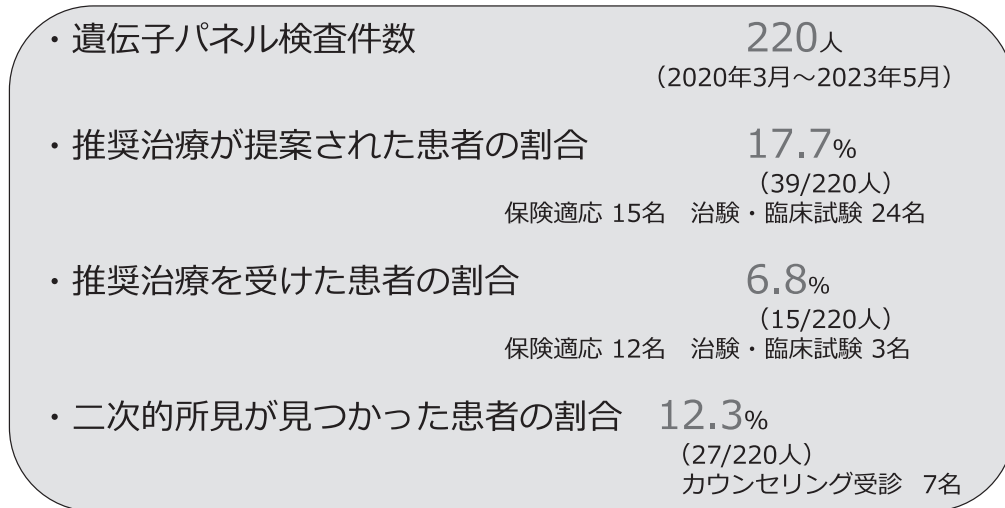 ・遺伝子パネル検査件数 220人
（2020年3月～2023年5月）
・推奨治療が提案された患者の割合 17.7%
（39/220人）
保険適応 15名 治験・臨床試験 24名
・推奨治療を受けた患者の割合 6.8%
（15/220人）
保険適応 12名 治験・臨床試験 3名
・二次的所見が見つかった患者の割合 12.3%
（27/220人）
カウンセリング受診 7名